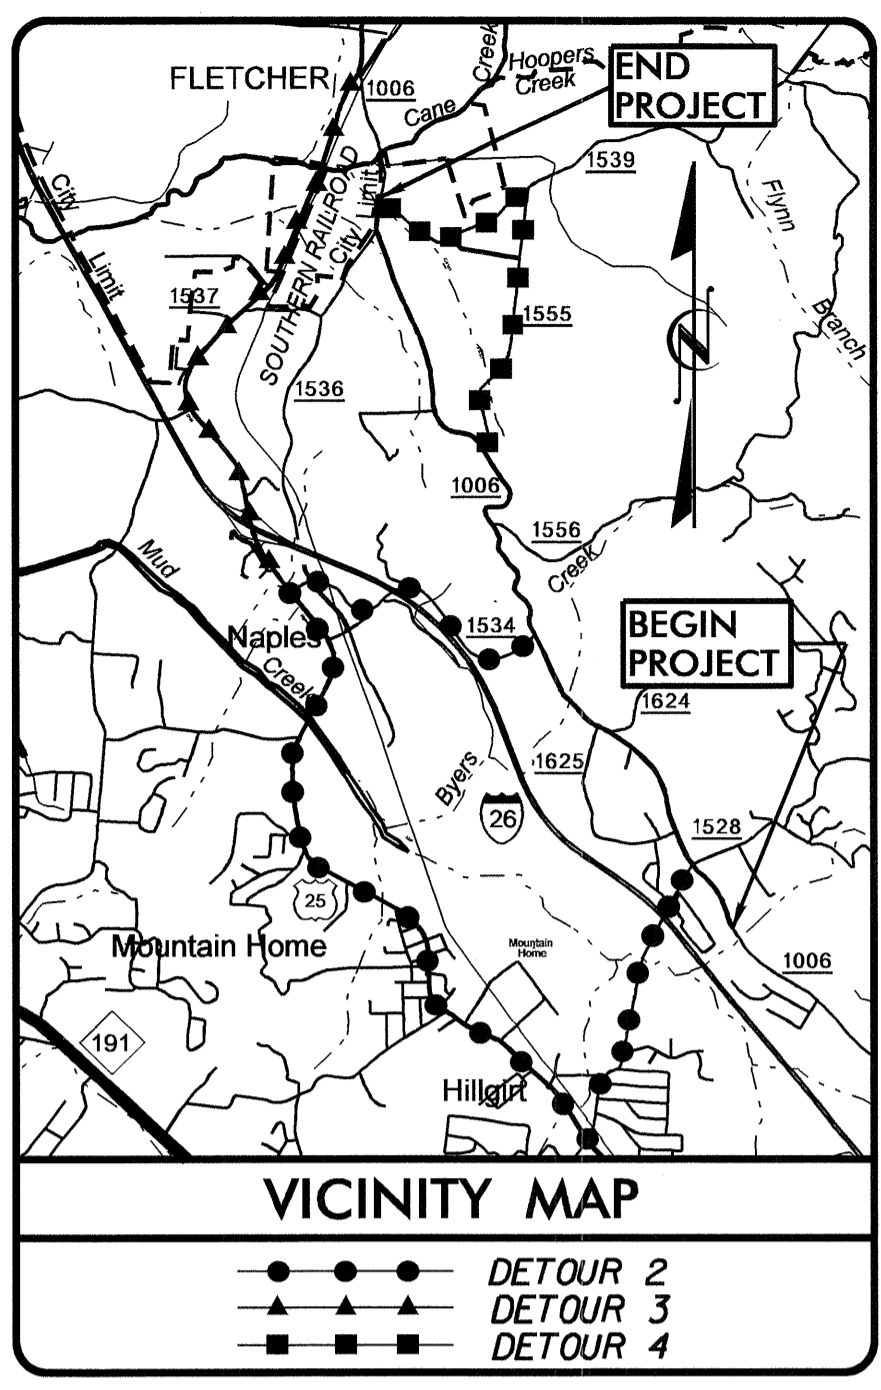 FLETCHER
1006
Creek
Hoopers
Creek
Cane
END
PROJECT
1539
City
Limit
City Limit
SOUTHERN RAILROAD
Flynn
Branch
1537
1555
1536
N
1006
1556
Creek
Mud
Creek
Naples
1534
BEGIN
PROJECT
1624
1625
Byers
26
1528
25
Mountain Home
Mountain
Home
1006
191
Hillgirt
VICINITY MAP
DETOUR 2
DETOUR 3
DETOUR 4